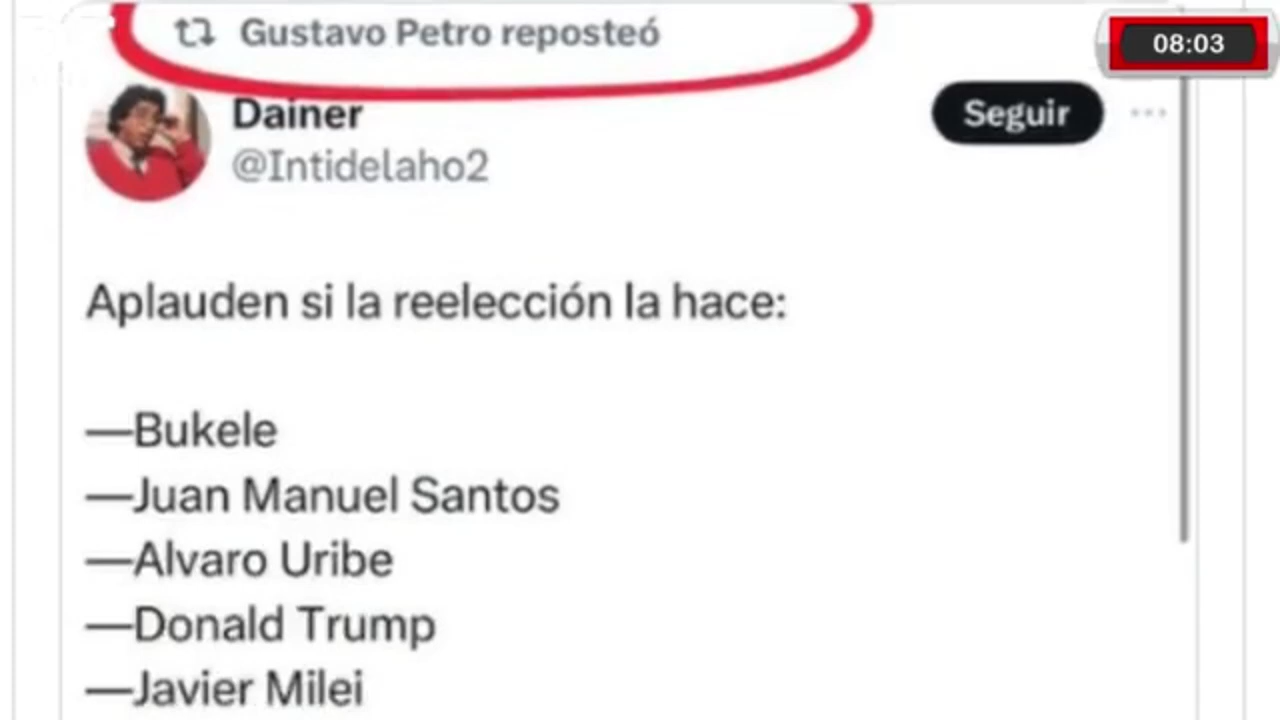 Gustavo Petro reposteó
08:03
Dainer
Seguir
@Intidelaho2
Aplauden si la reelección la hace:
—Bukele
—Juan Manuel Santos
—Alvaro Uribe
—Donald Trump
—Javier Milei